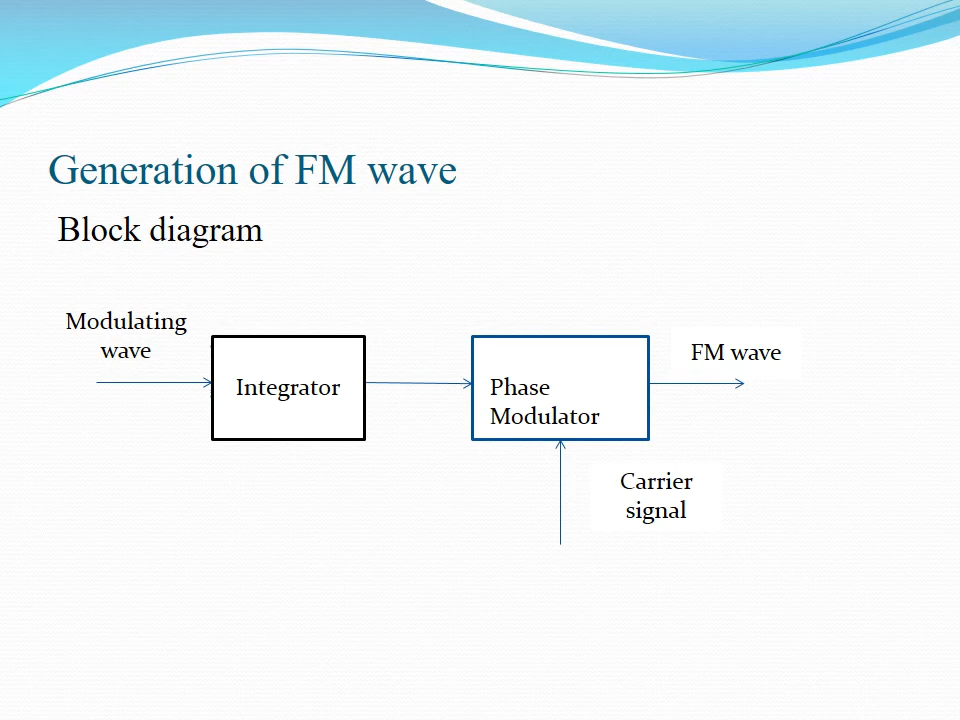 Generation of FM wave
Block diagram
Modulating
wave
Integrator
Phase
Modulator
FM wave
Carrier
signal